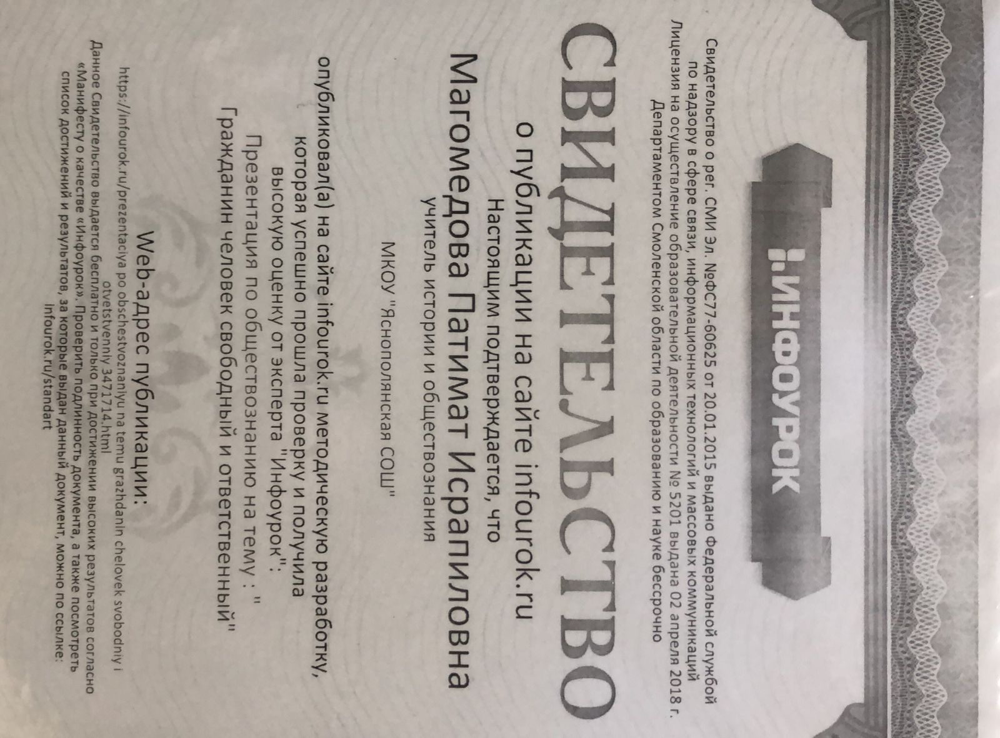 ИНФОУРОК
Свидетельство о рег. СМИ Эл. №ФС77-60625 от 20.01.2015 выдано Федеральной службой
по надзору в сфере связи, информационных технологий и массовых коммуникаций
Лицензия на осуществление образовательной деятельности № 5201 выдана 02 апреля 2018 г.
Департаментом Смоленской области по образованию и науке бессрочно
СВИДЕТЕЛЬСТВО
о публикации на сайте infourok.ru
Настоящим подтверждается, что
Магомедова Патимат Исрапиловна
учитель истории и обществознания
МКОУ "Яснополянская СОШ"
опубликовал(а) на сайте infourok.ru методическую разработку,
которая успешно прошла проверку и получила
высокую оценку от эксперта "Инфоурок":
Презентация по обществознанию на тему : "
Гражданин человек свободный и ответственный"
Web-адрес публикации:
https://infourok.ru/prezentaciya po obschestvoznaniyu na temu grazhdanin chelovek svobodniy i
otvetstvenniy 3471714.html
Данное Свидетельство выдается бесплатно и только при достижении высоких результатов согласно
«Манифесту о качестве «Инфоурок». Проверить подлинность документа, а также посмотреть
список достижений и результатов, за которые выдан данный документ, можно по ссылке:
infourok.ru/standart